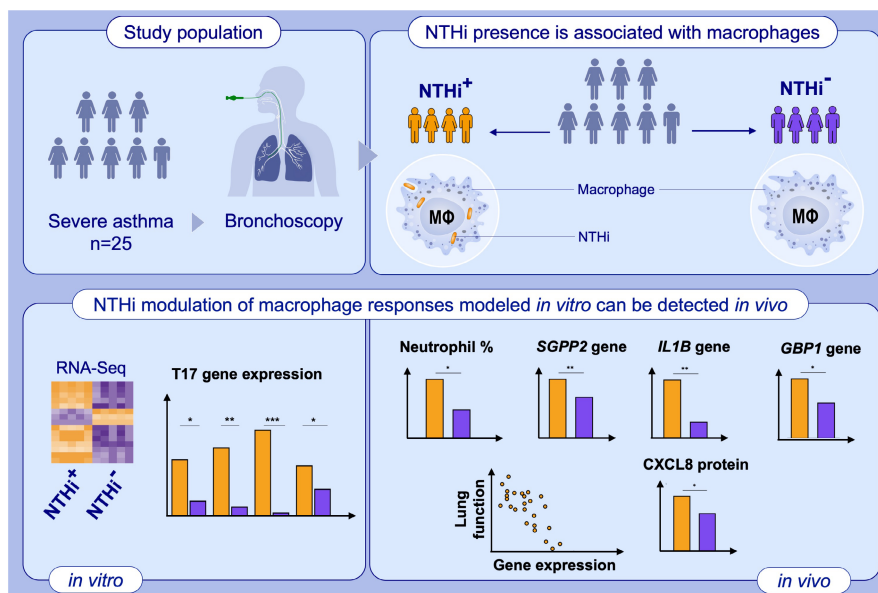 Study population
Severe asthma
n=25
Bronchoscopy
NTHi presence is associated with macrophages
NTHi+
NTHi-
Macrophage
NTHi
MΦ
MΦ
NTHi modulation of macrophage responses modeled in vitro can be detected in vivo
RNA-Seq
NTHi+
NTHi-
T17 gene expression
*
**
***
*
in vitro
Neutrophil %
*
SGPP2 gene
**
IL1B gene
**
GBP1 gene
*
Lung
function
Gene expression
CXCL8 protein
*
in vivo